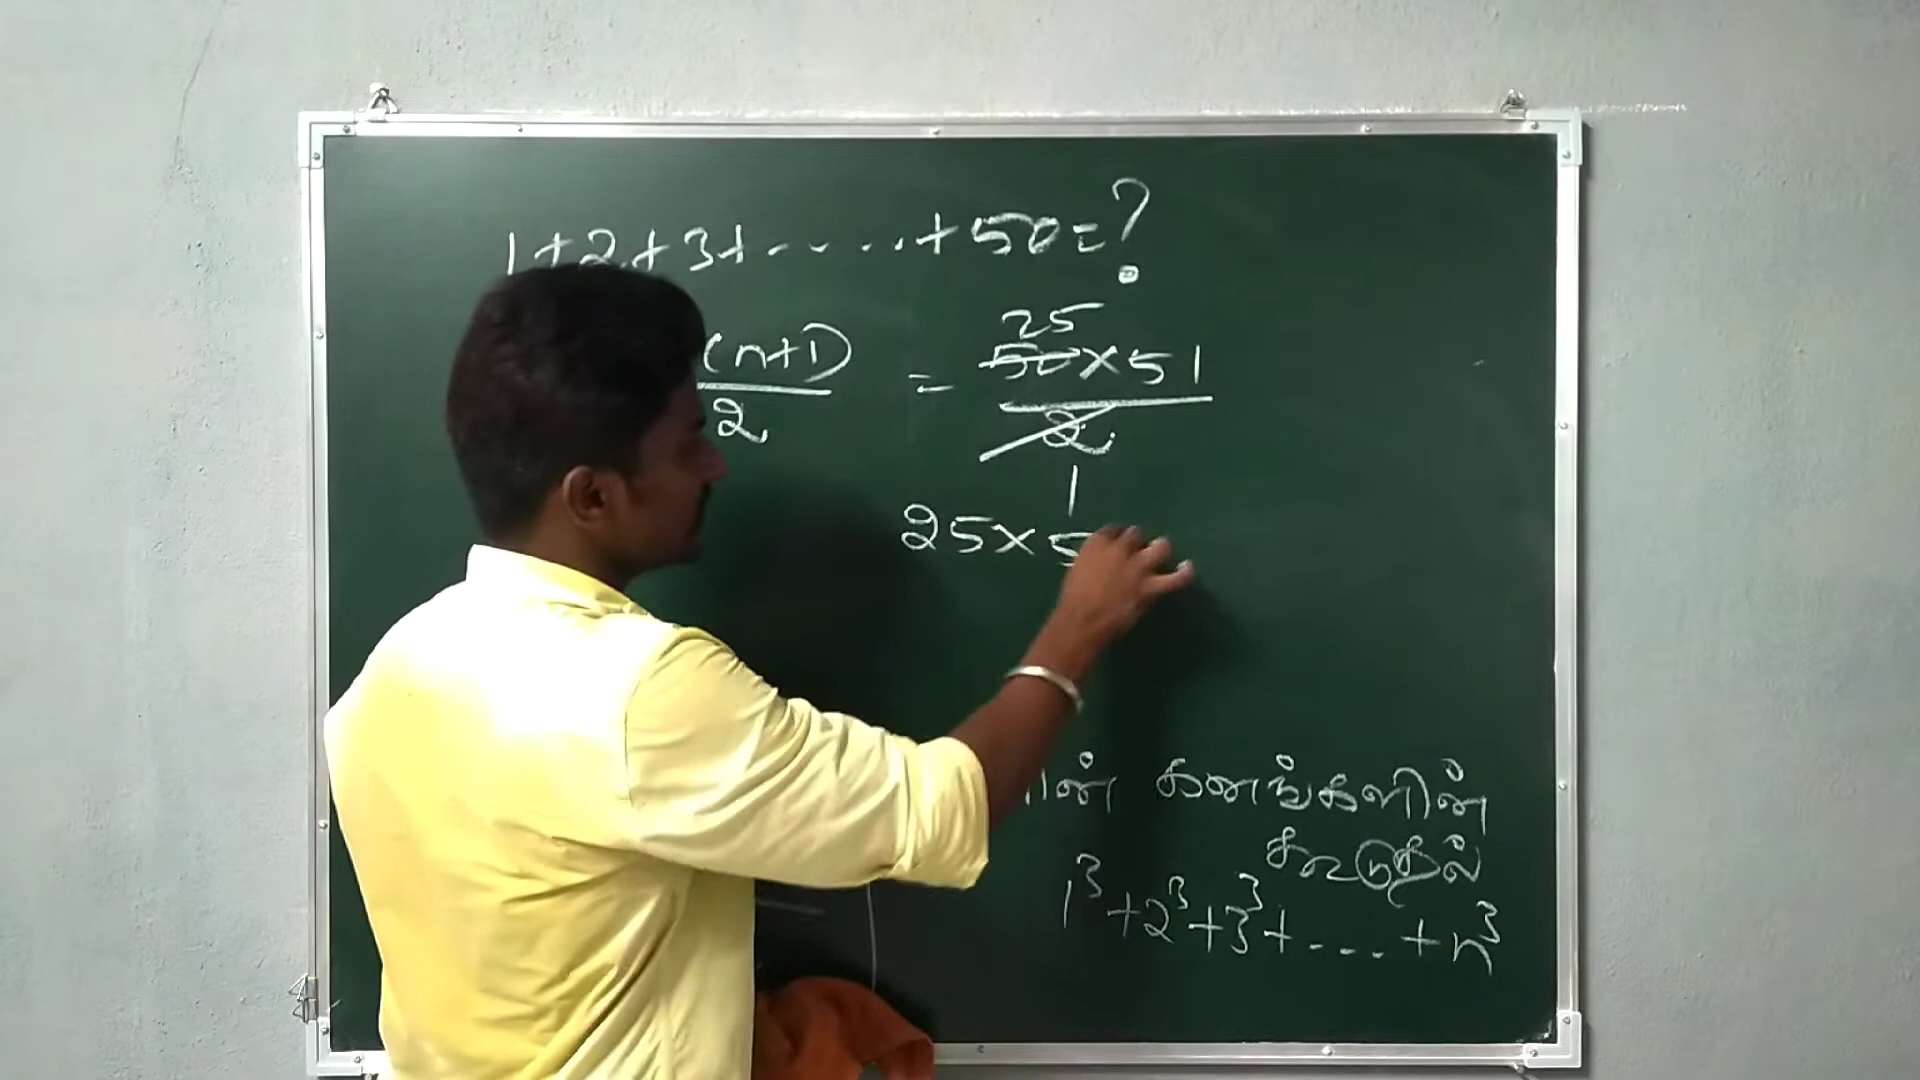 1+2+3+.....+50=?
(n+1)/2 = 25 50×51/2 1
25×5
கனங்களின்
கூடுதல்
1³+2³+3³+...+n³